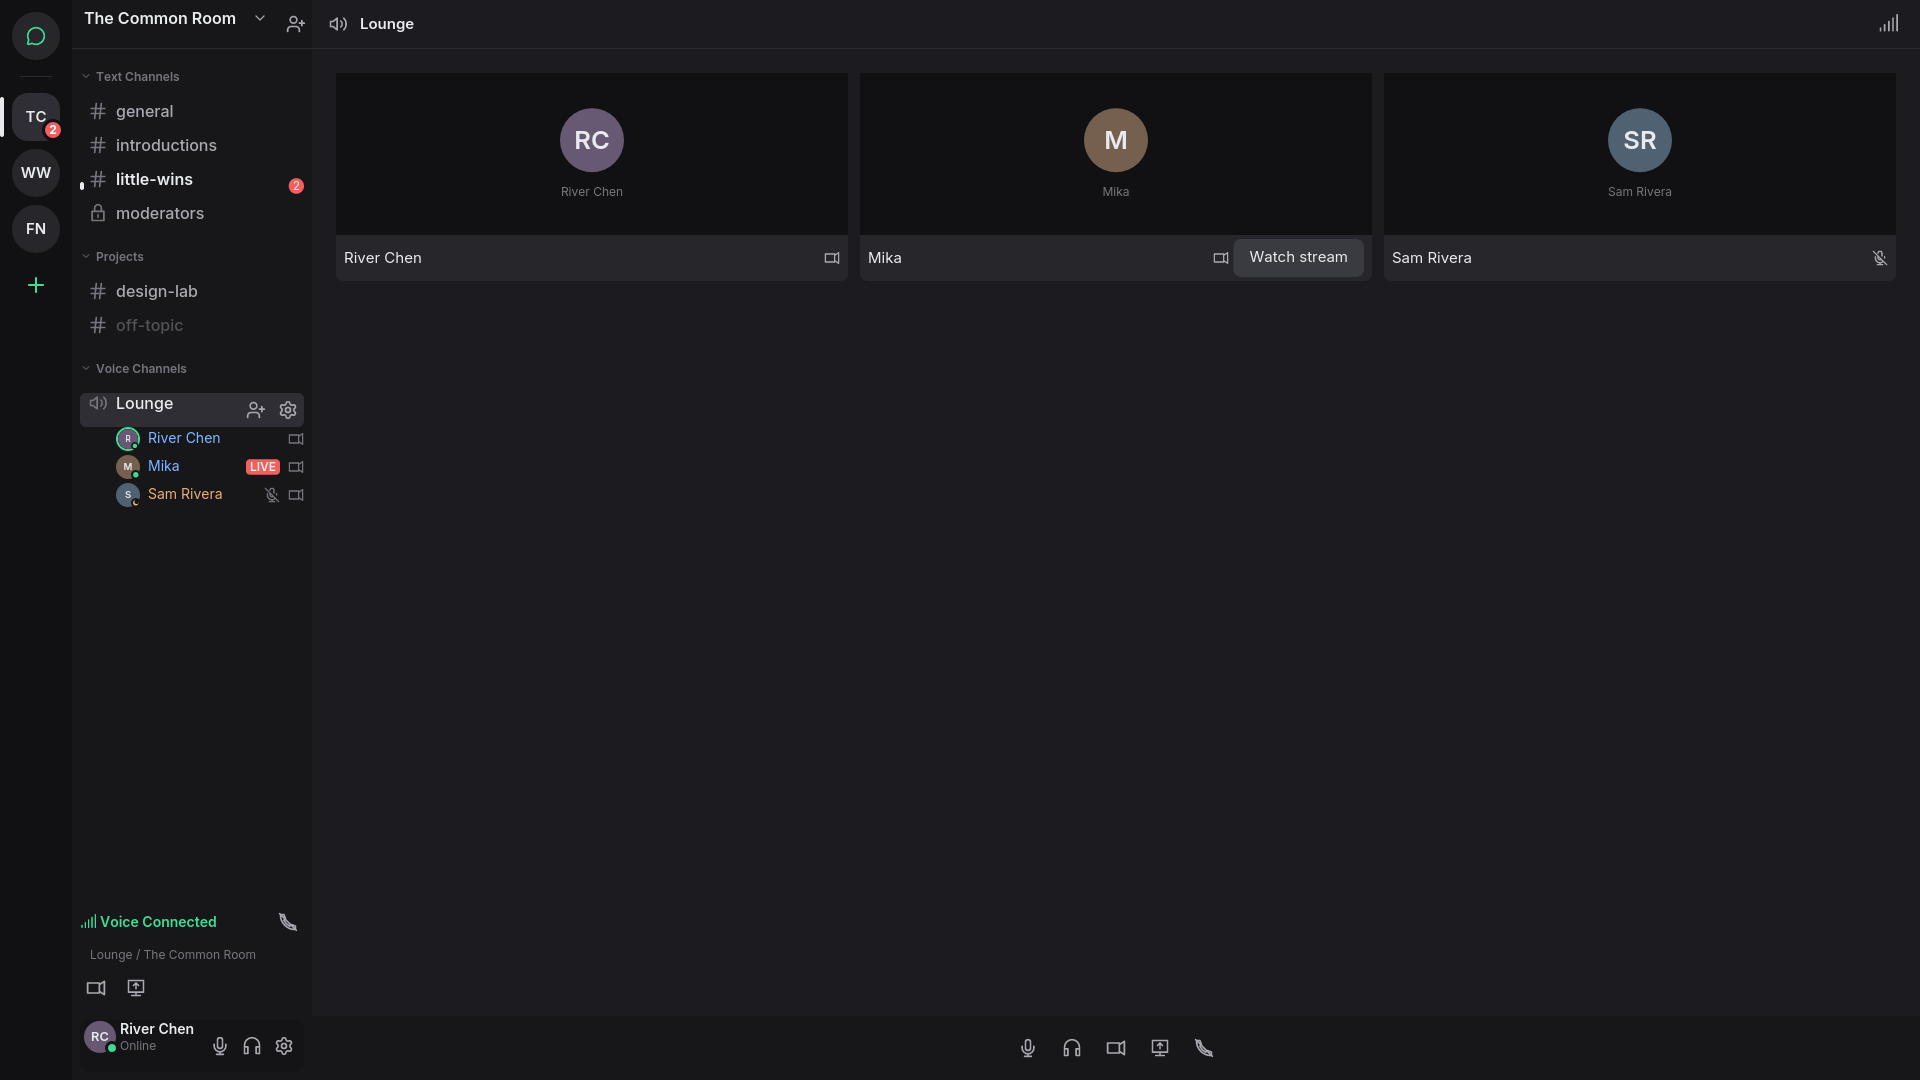 TC
2
WW
FN
The Common Room
Text Channels
general
introductions
little-wins
2
moderators
Projects
design-lab
off-topic
Voice Channels
Lounge
R
River Chen
M
Mika
LIVE
S
Sam Rivera
Voice Connected
Lounge / The Common Room
RC
River Chen
Online
Lounge
RC
River Chen
River Chen
M
Mika
Mika
Watch stream
SR
Sam Rivera
Sam Rivera